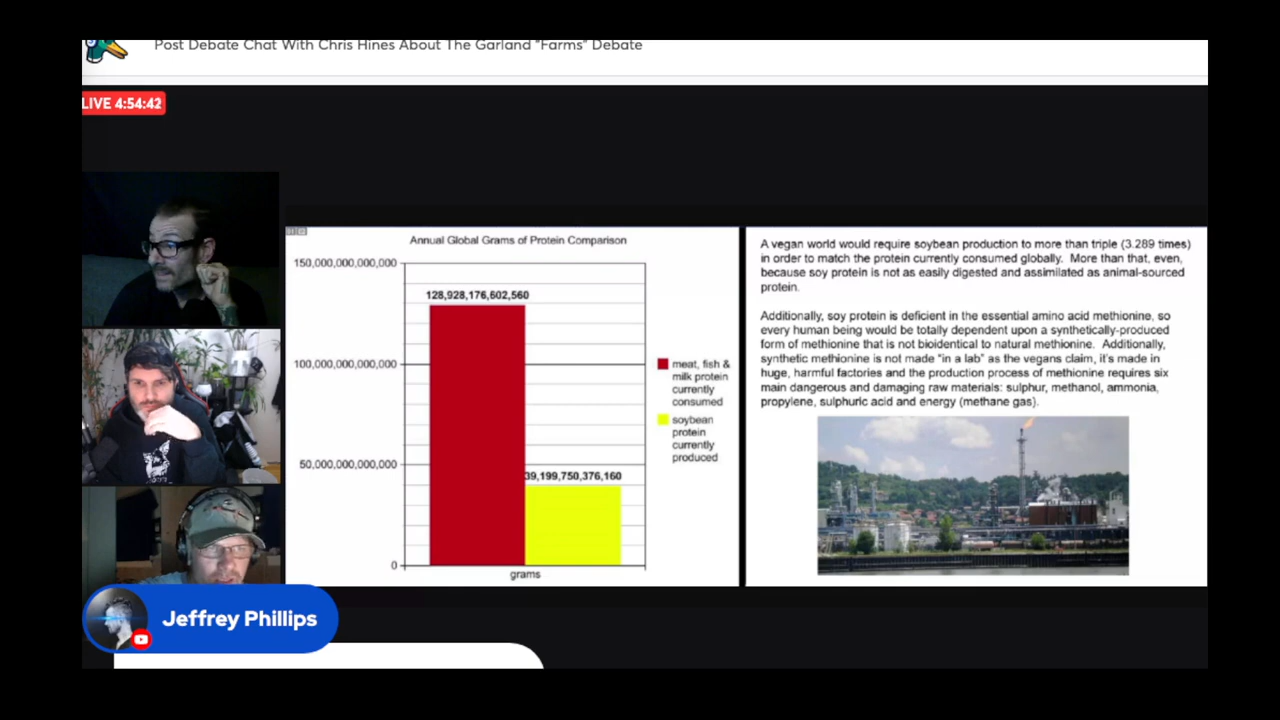 Post Debate Chat With Chris Hines About The Garland "Farms" Debate
LIVE 4:54:42
Annual Global Grams of Protein Comparison
150,000,000,000,000
128,928,176,602,560
100,000,000,000,000
50,000,000,000,000
39,199,750,376,160
0
grams
meat, fish &
milk protein
currently
consumed
soybean
protein
currently
produced
A vegan world would require soybean production to more than triple (3.289 times)
in order to match the protein currently consumed globally. More than that, even,
because soy protein is not as easily digested and assimilated as animal-sourced
protein.
Additionally, soy protein is deficient in the essential amino acid methionine, so
every human being would be totally dependent upon a synthetically-produced
form of methionine that is not bioidentical to natural methionine. Additionally,
synthetic methionine is not made "in a lab" as the vegans claim, it's made in
huge, harmful factories and the production process of methionine requires six
main dangerous and damaging raw materials: sulphur, methanol, ammonia,
propylene, sulphuric acid and energy (methane gas).
Jeffrey Phillips